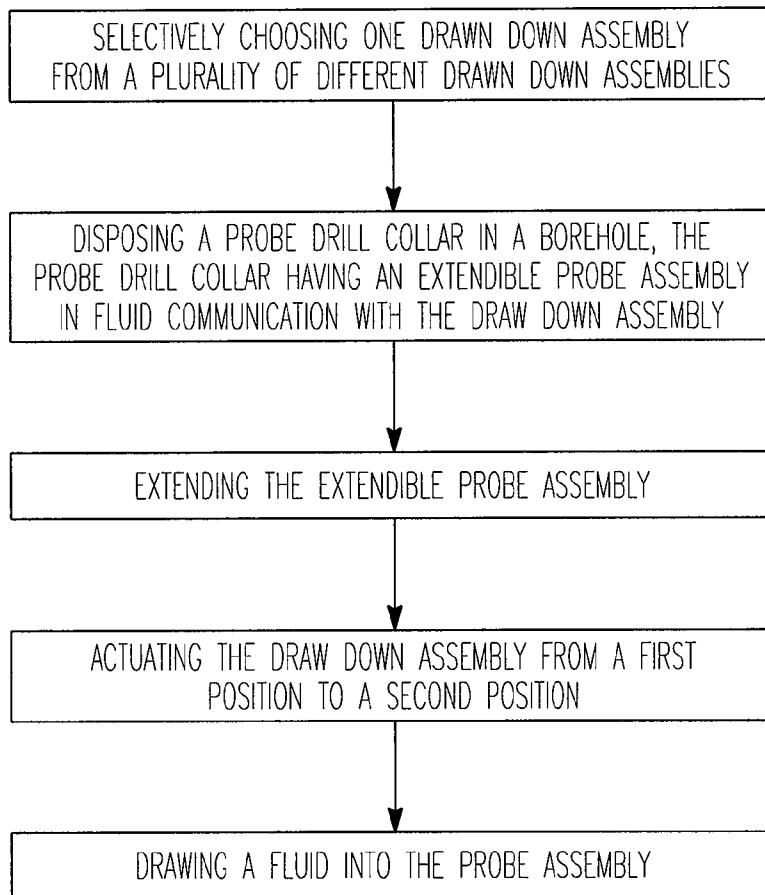 SELECTIVELY CHOOSING ONE DRAWN DOWN ASSEMBLY
FROM A PLURALITY OF DIFFERENT DRAWN DOWN ASSEMBLIES
DISPOSING A PROBE DRILL COLLAR IN A BOREHOLE, THE
PROBE DRILL COLLAR HAVING AN EXTENDIBLE PROBE ASSEMBLY
IN FLUID COMMUNICATION WITH THE DRAW DOWN ASSEMBLY
EXTENDING THE EXTENDIBLE PROBE ASSEMBLY
ACTUATING THE DRAW DOWN ASSEMBLY FROM A FIRST
POSITION TO A SECOND POSITION
DRAWING A FLUID INTO THE PROBE ASSEMBLY